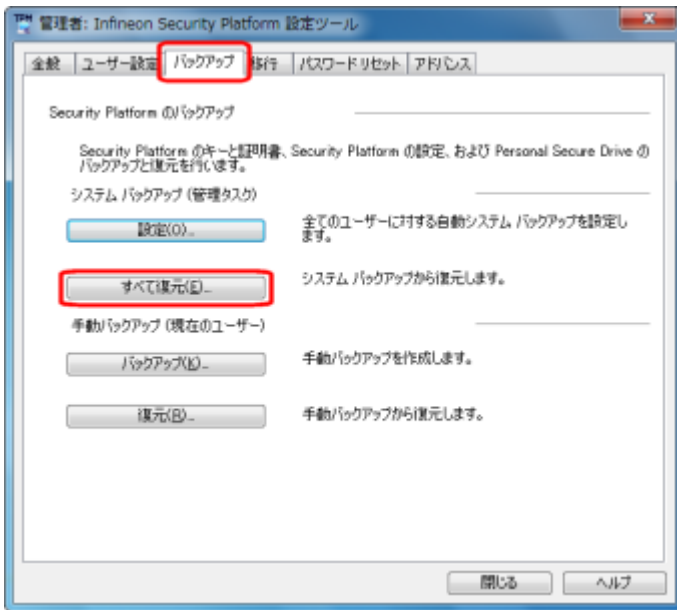 管理者: Infineon Security Platform 設定ツール
全般 ユーザー設定 バックアップ 移行 パスワードリセット アドバンス
Security Platform のバックアップ
Security Platform のキーと証明書、Security Platform の設定、および Personal Secure Drive の
バックアップと復元を行います。
システム バックアップ (管理タスク)
設定(O)... 全てのユーザーに対する自動システム バックアップを設定し
ます。
すべて復元(E)... システム バックアップから復元します。
手動バックアップ (現在のユーザー)
バックアップ(K)... 手動バックアップを作成します。
復元(R)... 手動バックアップから復元します。
閉じる ヘルプ